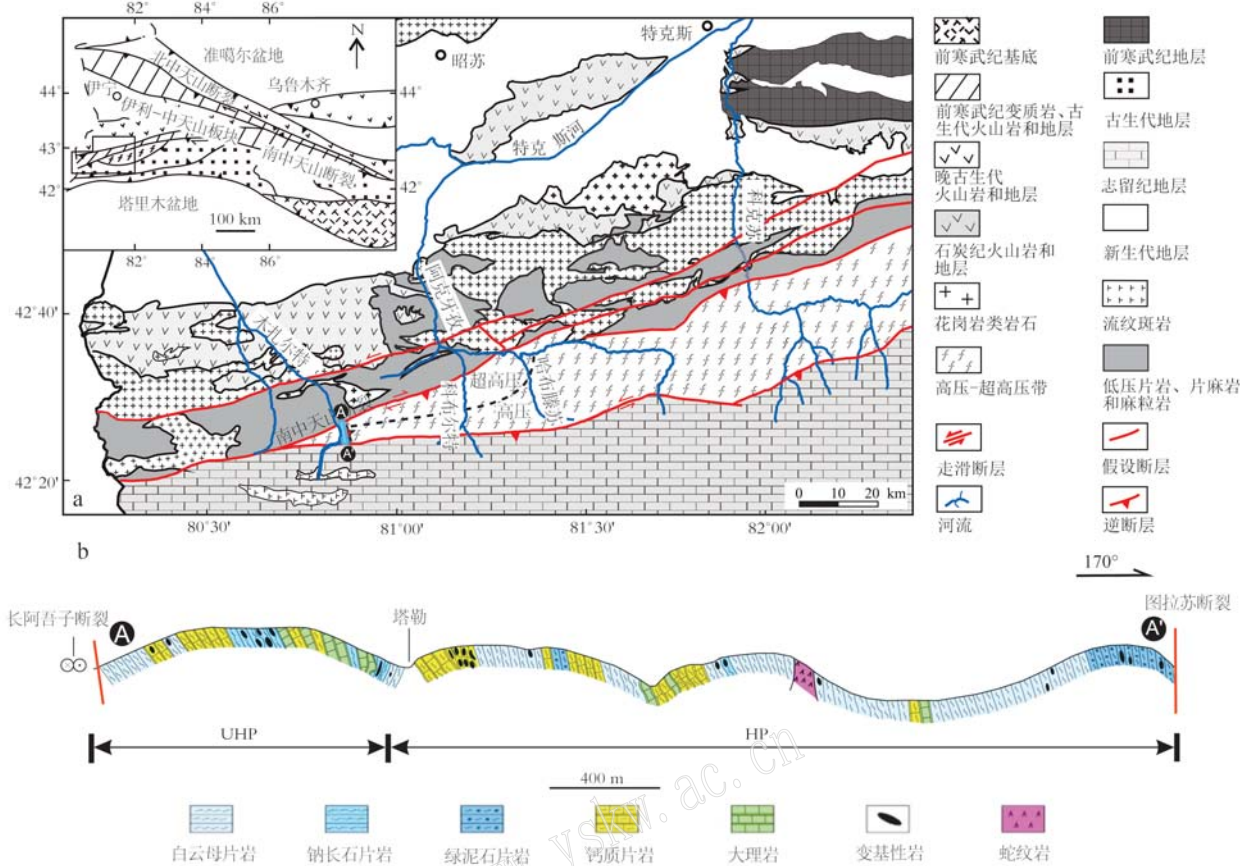 82°
84°
86°
准噶尔盆地
N
北中天山断裂
乌鲁木齐
44°
44°
伊宁
伊利-中天山板块
43°
南中天山断裂
42°
42°
塔里木盆地
100 km
82°
84°
86°
昭苏
特克斯
特克斯河
科克苏
阿克牙孜
木扎尔特
42°40′
超高压
高压
哈布腾苏
科布尔特
南中天山
A
A'
42°20′
a
0 10 20 km
80°30′
81°00′
81°30′
82°00′
前寒武纪基底
前寒武纪地层
前寒武纪变质岩、古
生代火山岩和地层
古生代地层
晚古生代
火山岩和地层
志留纪地层
石炭纪火山岩和
地层
新生代地层
花岗岩类岩石
流纹斑岩
高压-超高压带
低压片岩、片麻岩
和麻粒岩
走滑断层
假设断层
河流
逆断层
b
170°
长阿吾子断裂
A
塔勒
图拉苏断裂
A'
UHP
HP
400 m
白云母片岩
钠长石片岩
绿泥石片岩
钙质片岩
大理岩
变基性岩
蛇纹岩
yskw.ac.cn